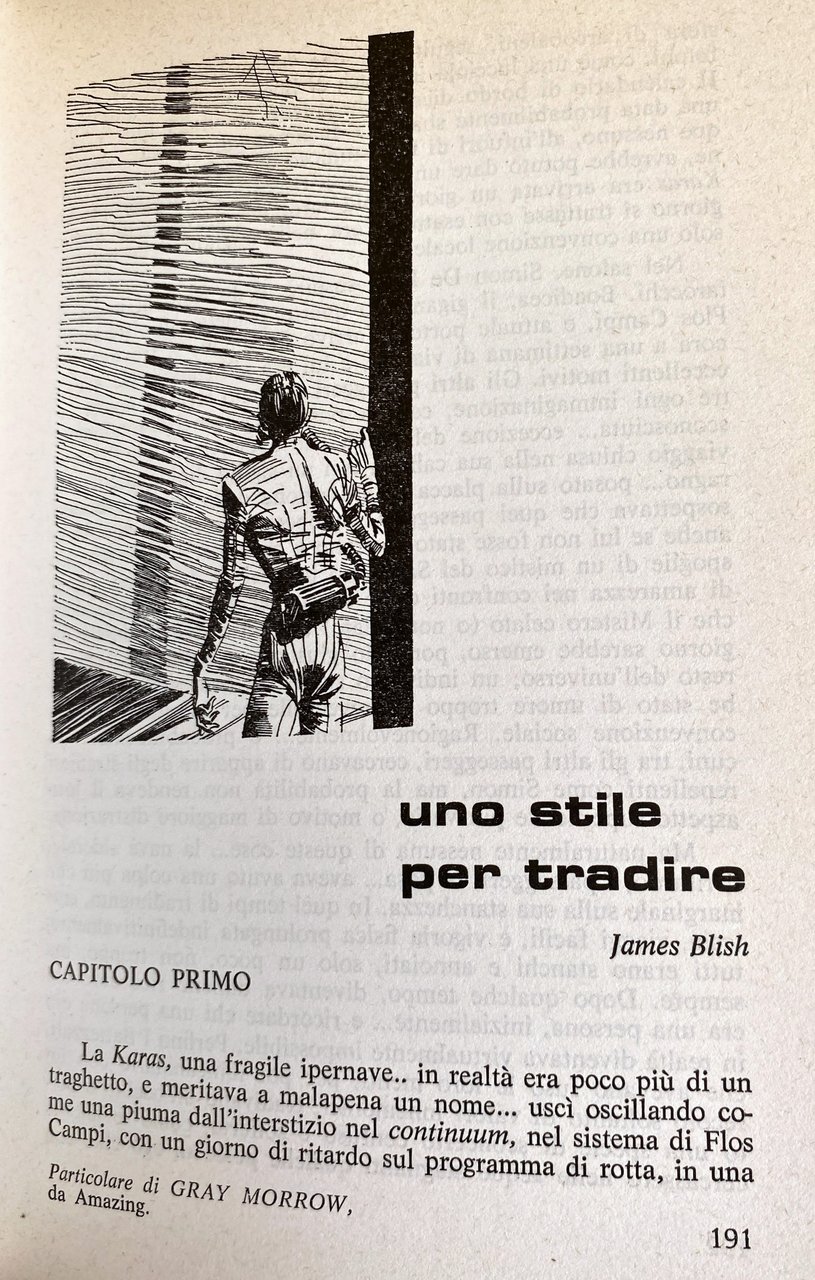 uno stile
per tradire
James Blish
CAPITOLO PRIMO
La Karas, una fragile ipernave.. in realtà era poco più di un
traghetto, e meritava a malapena un nome... uscì oscillando co-
me una piuma dall'interstizio nel continuum, nel sistema di Flos
Campi, con un giorno di ritardo sul programma di rotta, in una
Particolare di GRAY MORROW,
da Amazing.
191